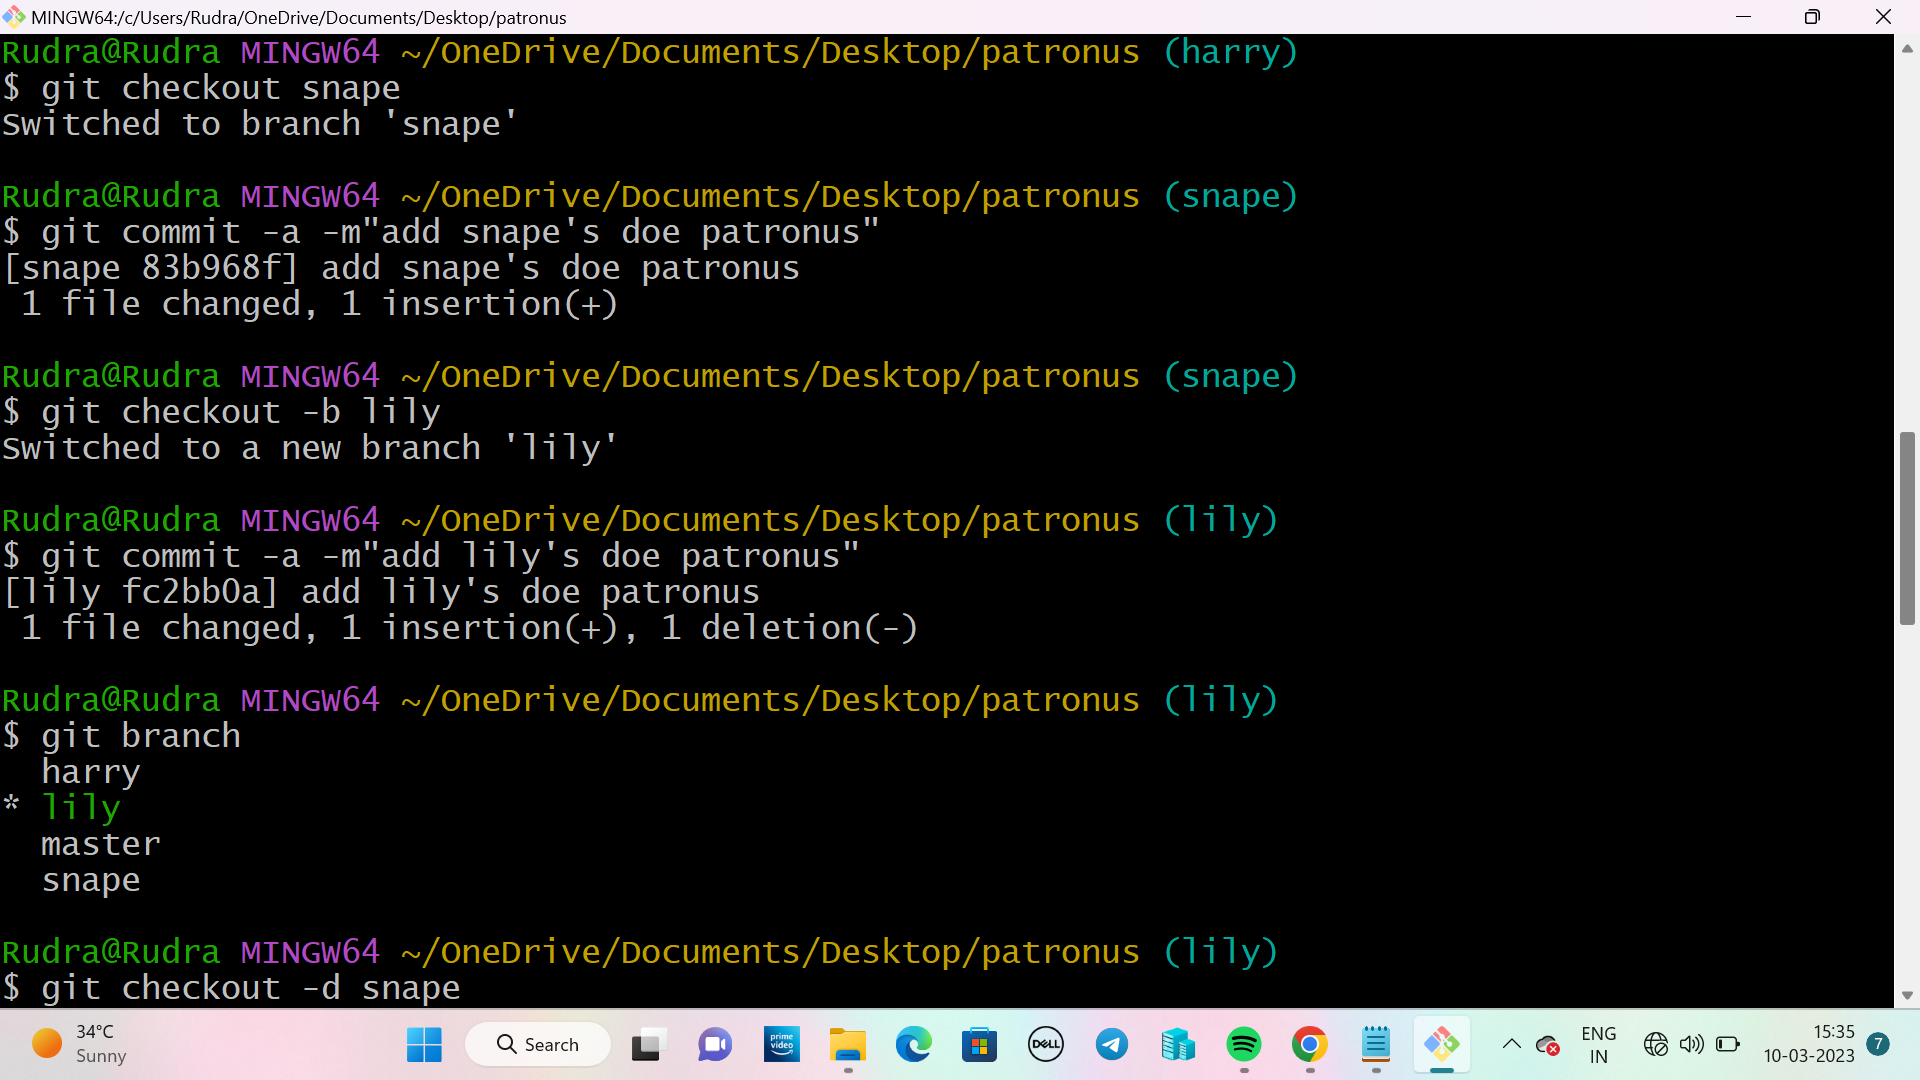 MINGW64:/c/Users/Rudra/OneDrive/Documents/Desktop/patronus
Rudra@Rudra MINGW64 ~/OneDrive/Documents/Desktop/patronus (harry)
$ git checkout snape
Switched to branch 'snape'
Rudra@Rudra MINGW64 ~/OneDrive/Documents/Desktop/patronus (snape)
$ git commit -a -m"add snape's doe patronus"
[snape 83b968f] add snape's doe patronus
1 file changed, 1 insertion(+)
Rudra@Rudra MINGW64 ~/OneDrive/Documents/Desktop/patronus (snape)
$ git checkout -b lily
Switched to a new branch 'lily'
Rudra@Rudra MINGW64 ~/OneDrive/Documents/Desktop/patronus (lily)
$ git commit -a -m"add lily's doe patronus"
[lily fc2bb0a] add lily's doe patronus
1 file changed, 1 insertion(+), 1 deletion(-)
Rudra@Rudra MINGW64 ~/OneDrive/Documents/Desktop/patronus (lily)
$ git branch
harry
* lily
master
snape
Rudra@Rudra MINGW64 ~/OneDrive/Documents/Desktop/patronus (lily)
$ git checkout -d snape
34°C
Sunny
Search
prime video
DELL
ENG
IN
15:35
10-03-2023
7